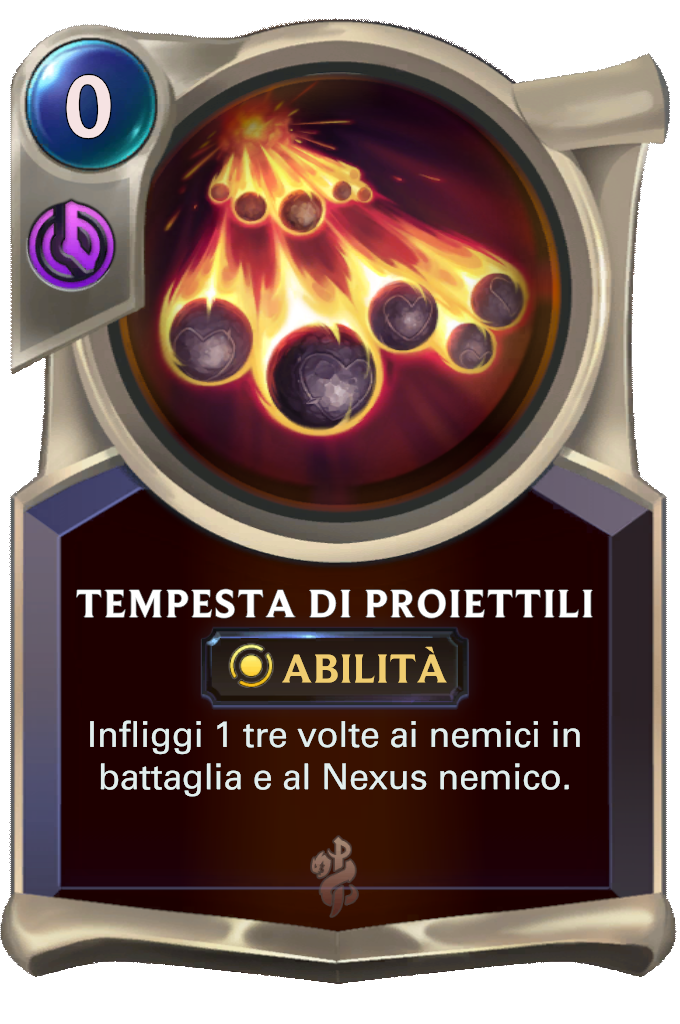 0
TEMPESTA DI PROIETTILI
ABILITÀ
Infliggi 1 tre volte ai nemici in
battaglia e al Nexus nemico.